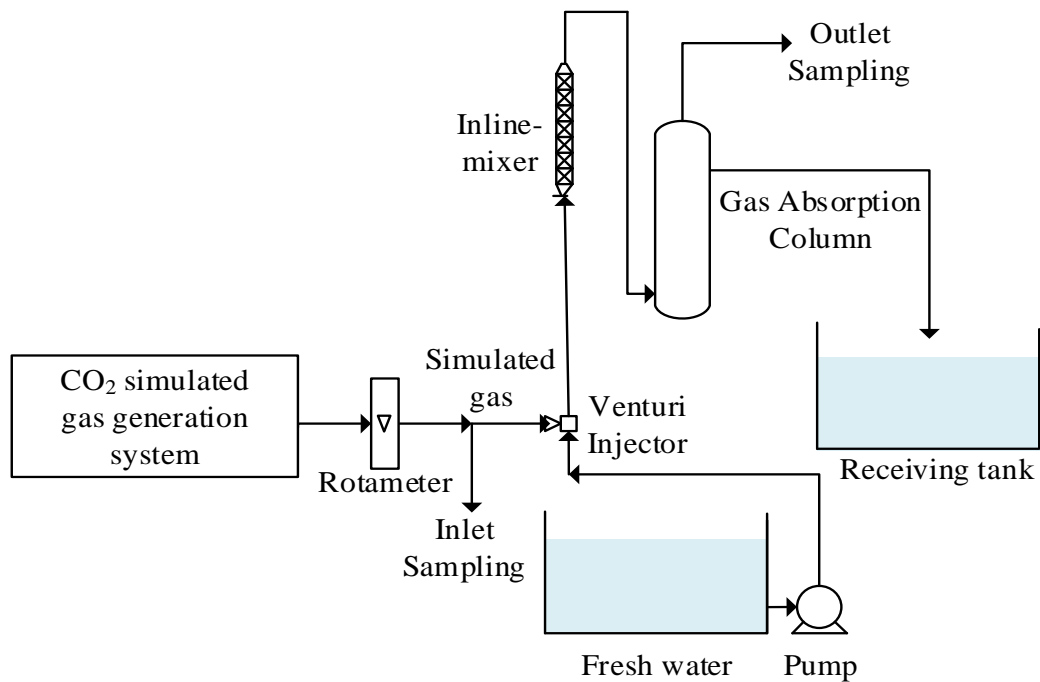 Outlet
Sampling
Inline-
mixer
Gas Absorption
Column
CO₂ simulated
gas generation
system
Simulated
gas
Venturi
Injector
Rotameter
Receiving tank
Inlet
Sampling
Fresh water
Pump